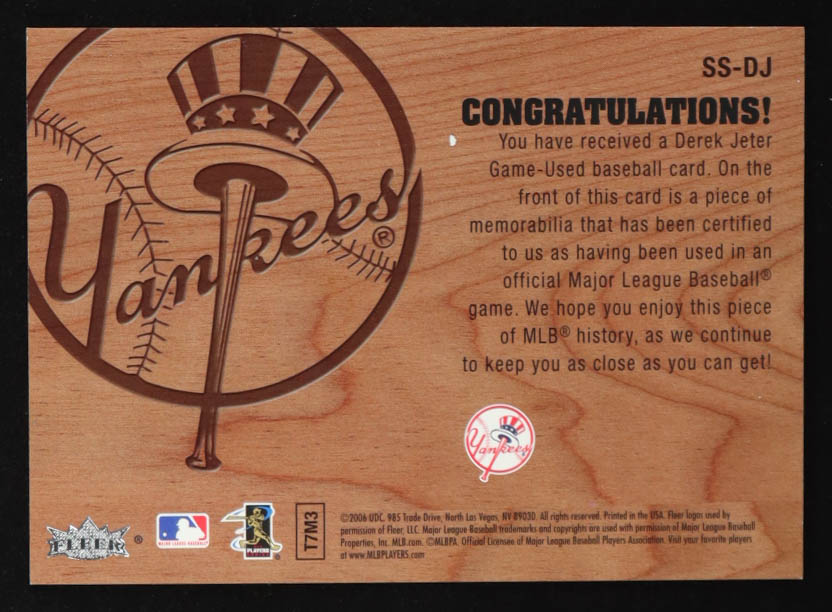 SS-DJ
CONGRATULATIONS!
You have received a Derek Jeter
Game-Used baseball card. On the
front of this card is a piece of
memorabilia that has been certified
to us as having been used in an
official Major League Baseball®
game. We hope you enjoy this piece
of MLB® history, as we continue
to keep you as close as you can get!
Yankees®
Yankees
FLEER®
MAJOR LEAGUE BASEBALL
PLAYERS
T7M3
©2006 UDC. 985 Trade Drive, North Las Vegas, NV 89030. All rights reserved. Printed in the USA. Fleer logos used by
permission of Fleer, LLC. Major League Baseball trademarks and copyrights are used with permission of Major League Baseball
Properties, Inc. MLB.com. ©MLBPA. Official Licensee of Major League Baseball Players Association. Visit your favorite players
at www.MLBPLAYERS.com